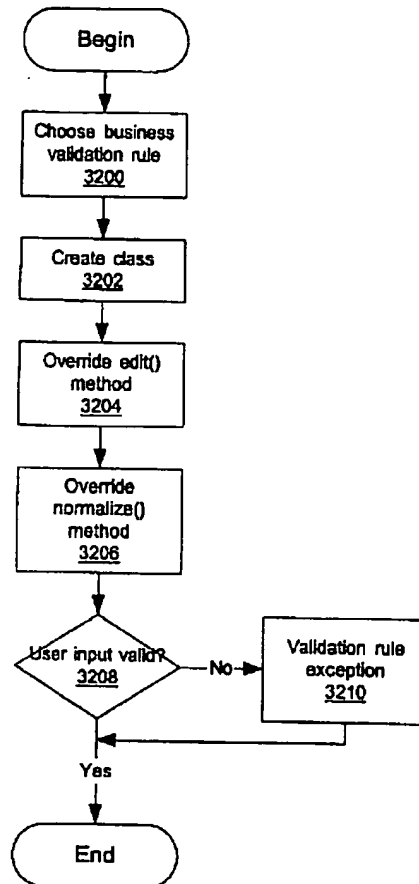 Begin
Choose business
validation rule
3200
Create class
3202
Override edit()
method
3204
Override
normalize()
method
3206
User input valid?
3208
No
Validation rule
exception
3210
Yes
End